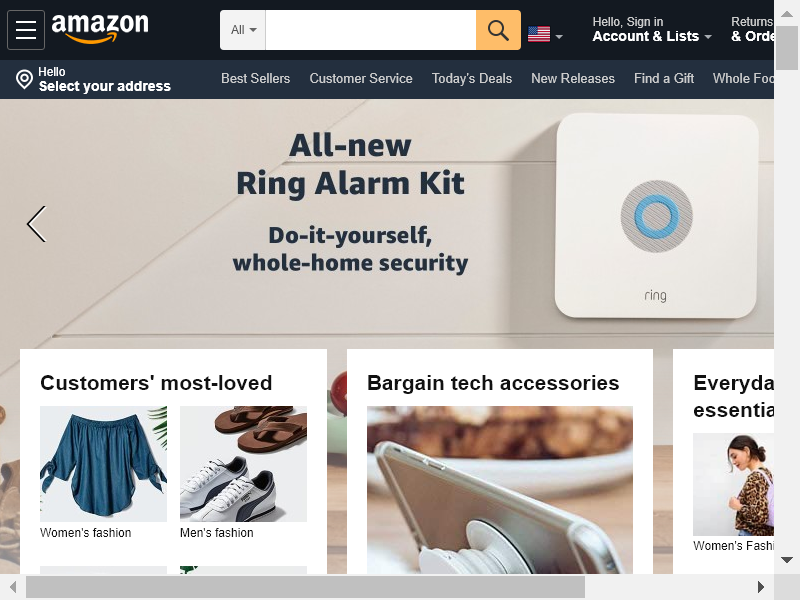 amazon
All
Hello, Sign in
Account & Lists
Returns
& Orde
Hello
Select your address
Best Sellers
Customer Service
Today's Deals
New Releases
Find a Gift
Whole Foo
All-new
Ring Alarm Kit
Do-it-yourself,
whole-home security
ring
Customers' most-loved
Women's fashion
Men's fashion
Bargain tech accessories
Everyda
essentia
Women's Fashi